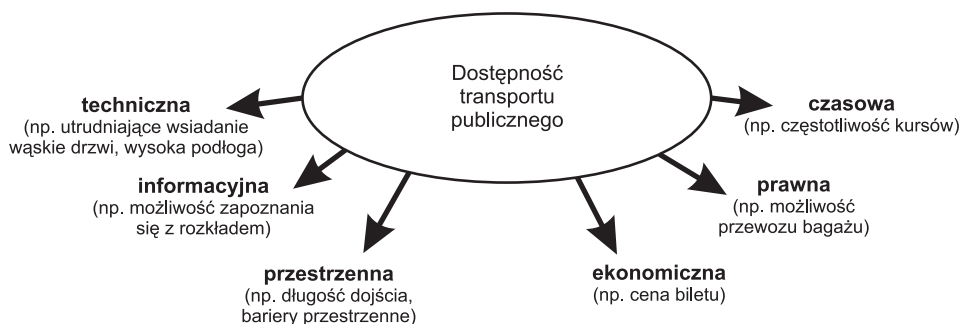 Dostępność
transportu
publicznego
techniczna
(np. utrudniające wsiadanie
wąskie drzwi, wysoka podłoga)
informacyjna
(np. możliwość zapoznania
się z rozkładem)
przestrzenna
(np. długość dojścia,
bariery przestrzenne)
ekonomiczna
(np. cena biletu)
prawna
(np. możliwość
przewozu bagażu)
czasowa
(np. częstotliwość kursów)